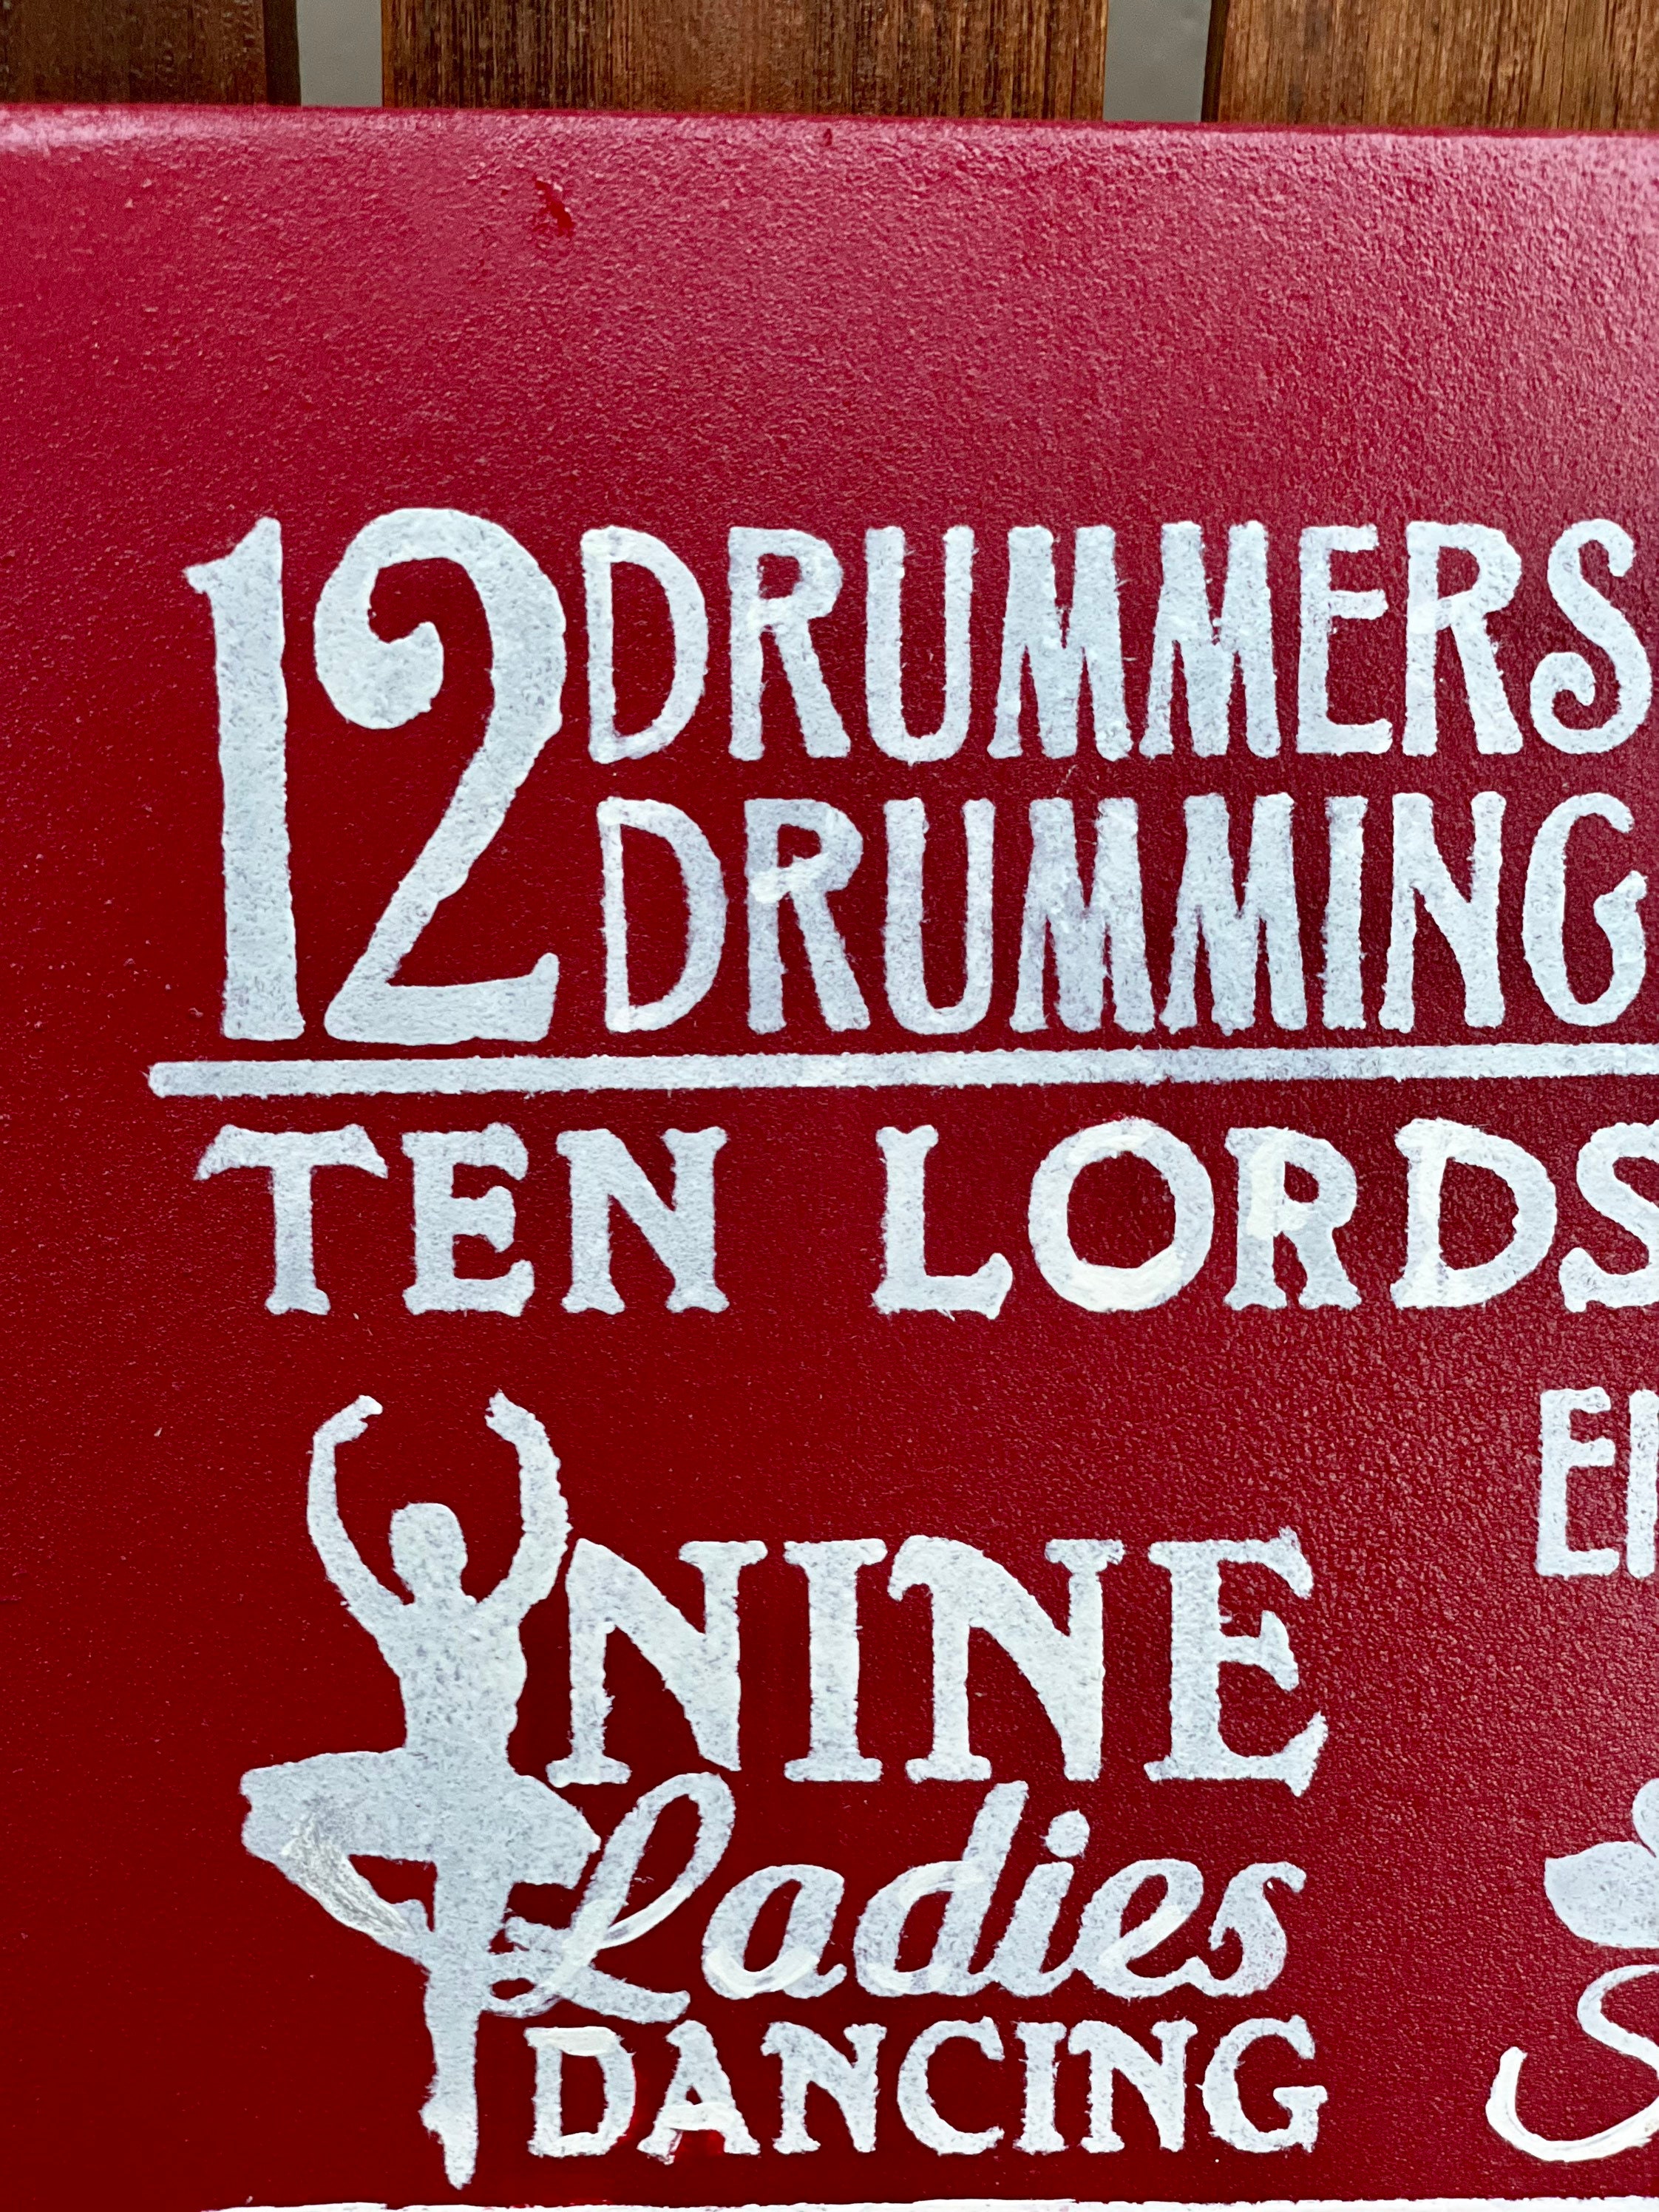 12 DRUMMERS
DRUMMING
TEN LORDS
NINE
Ladies
DANCING